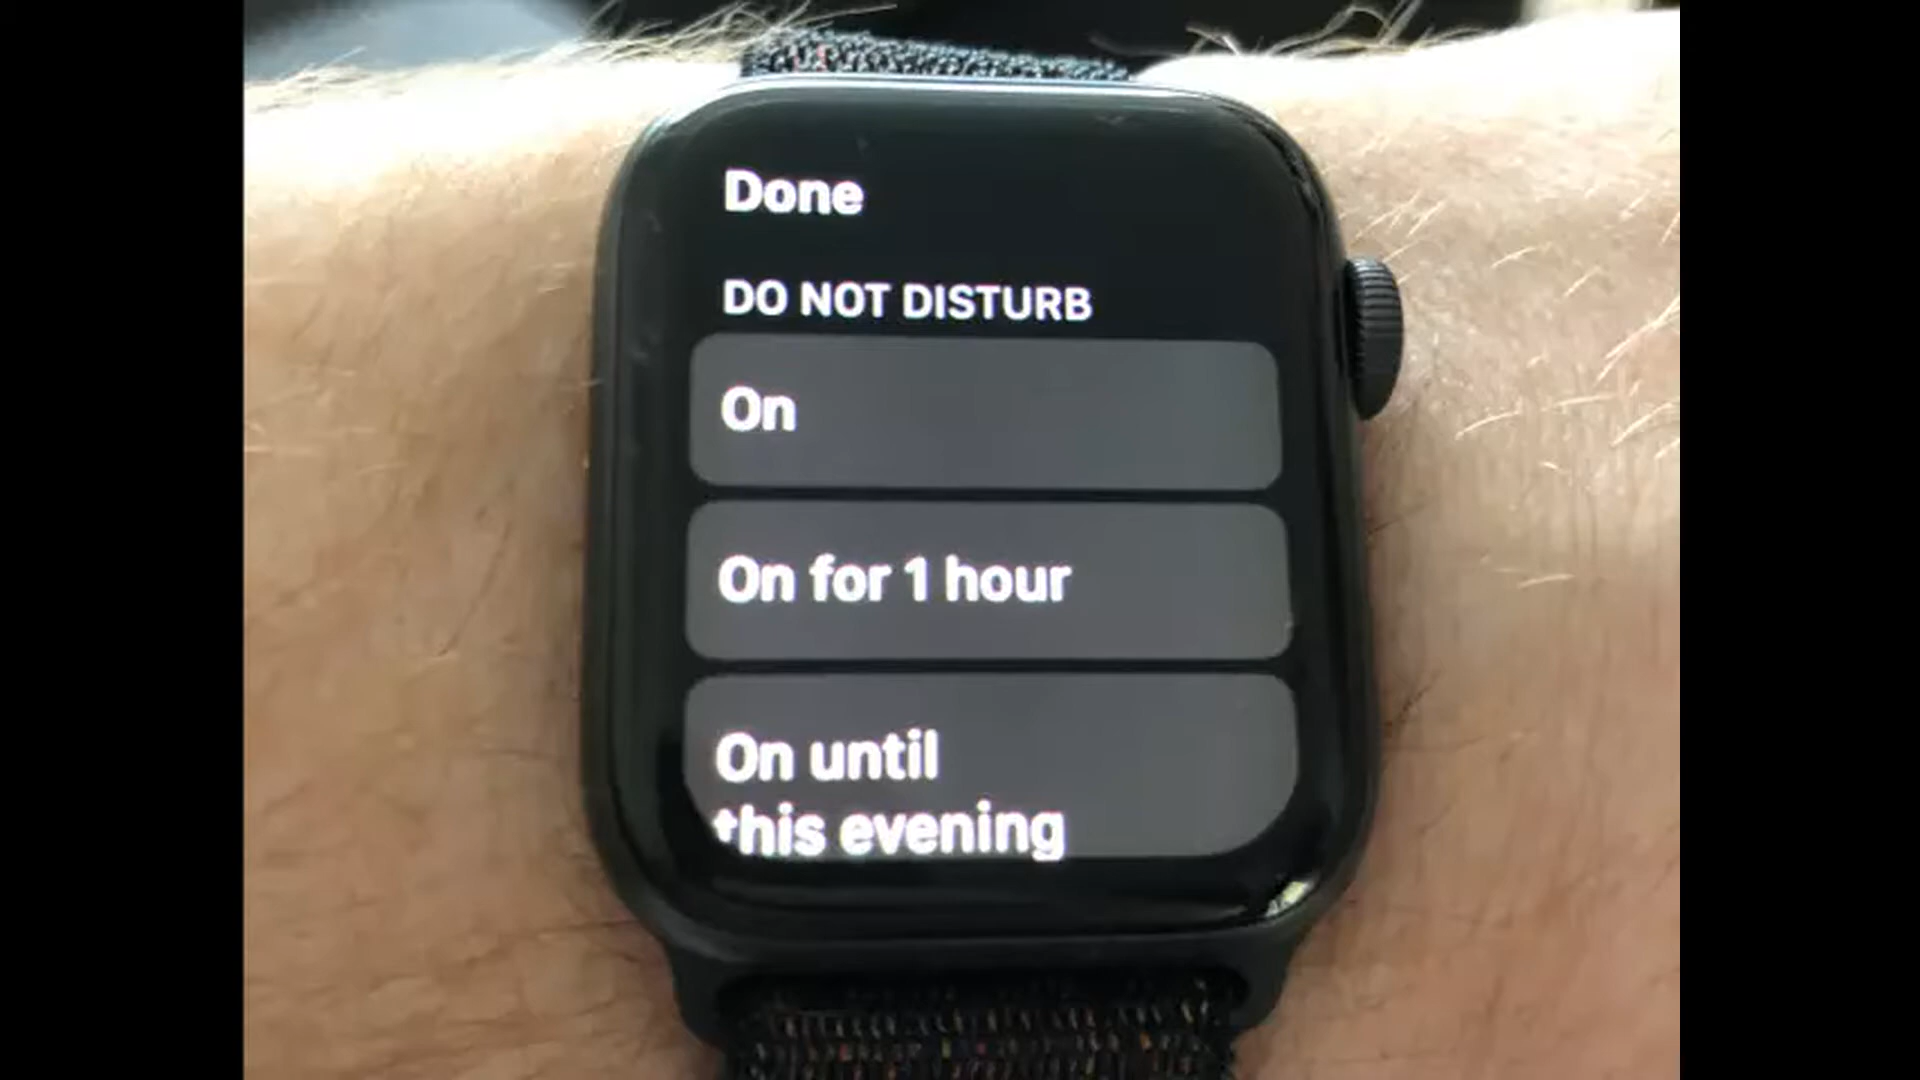 Done
DO NOT DISTURB
On
On for 1 hour
On until
this evening